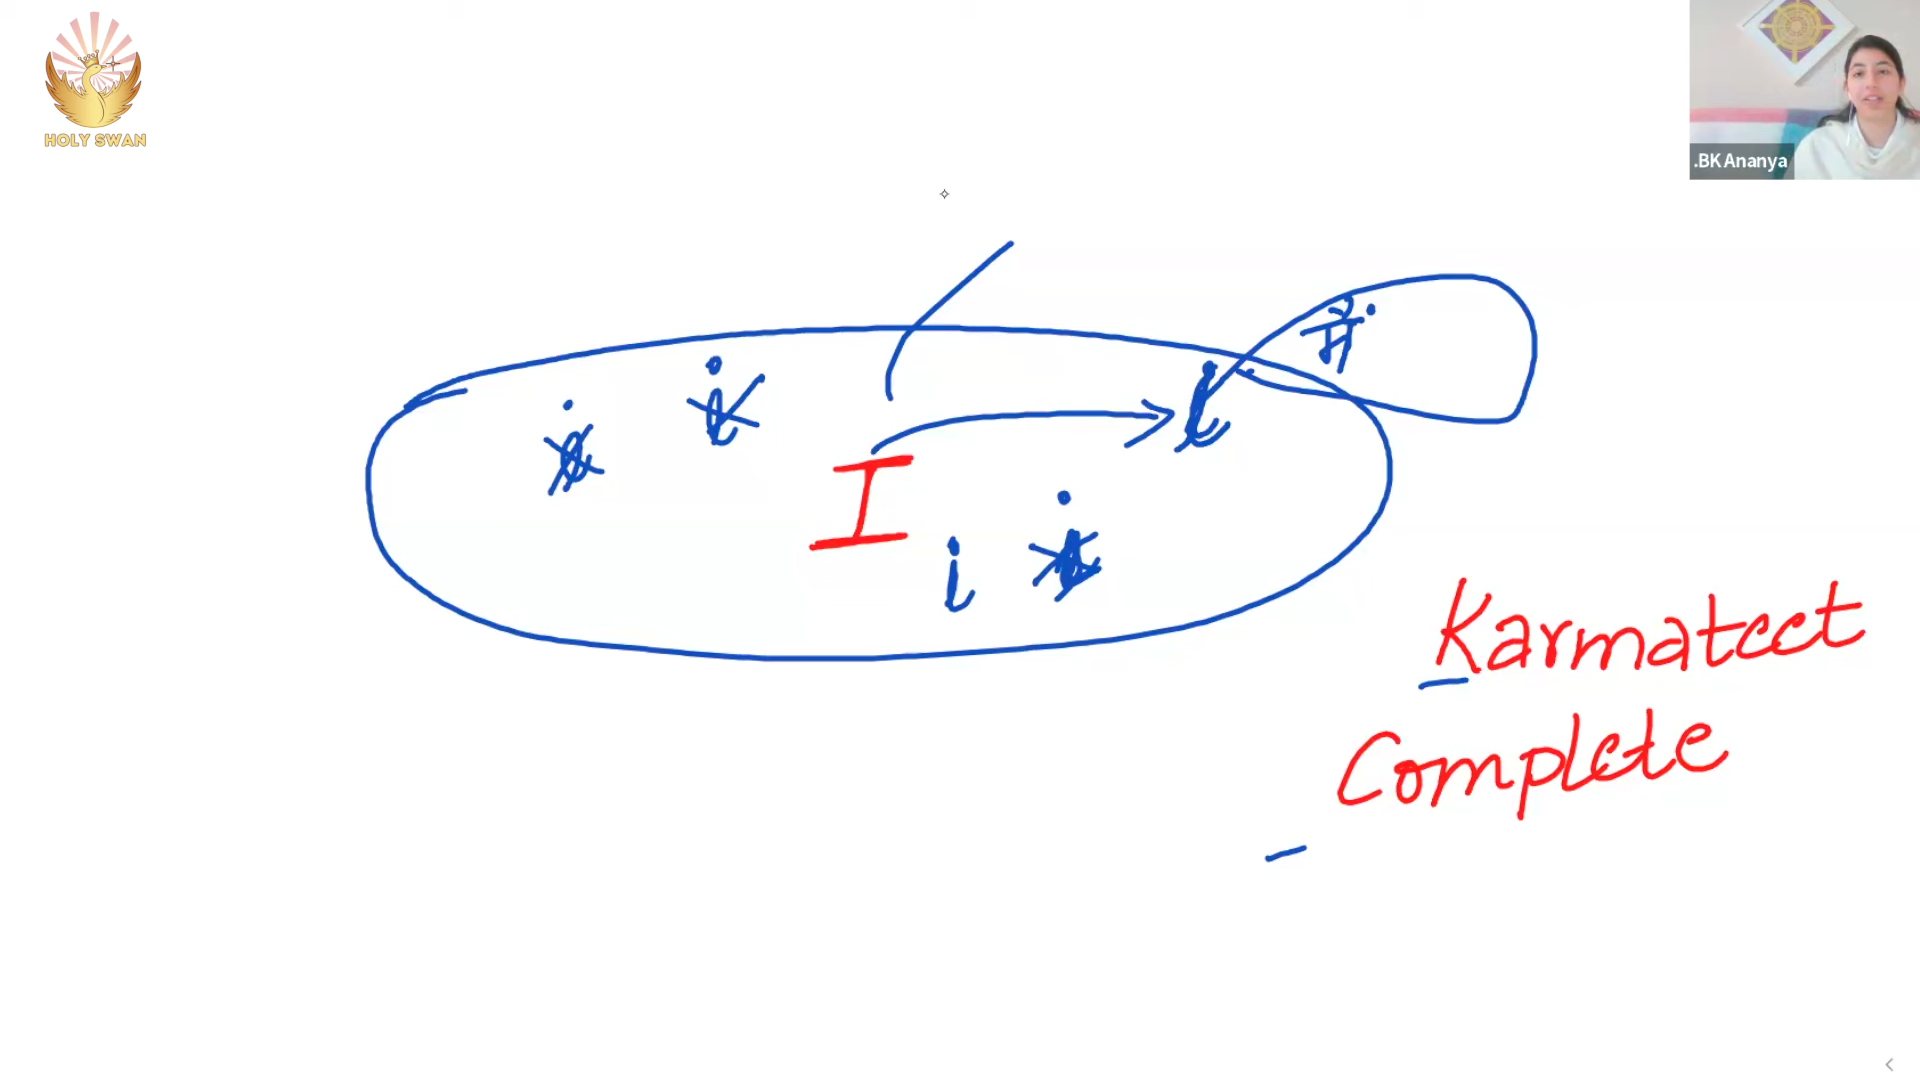 HOLY SWAN
.BK Ananya
मैं
i
i
i
I
i
i
Karmateet
Complete